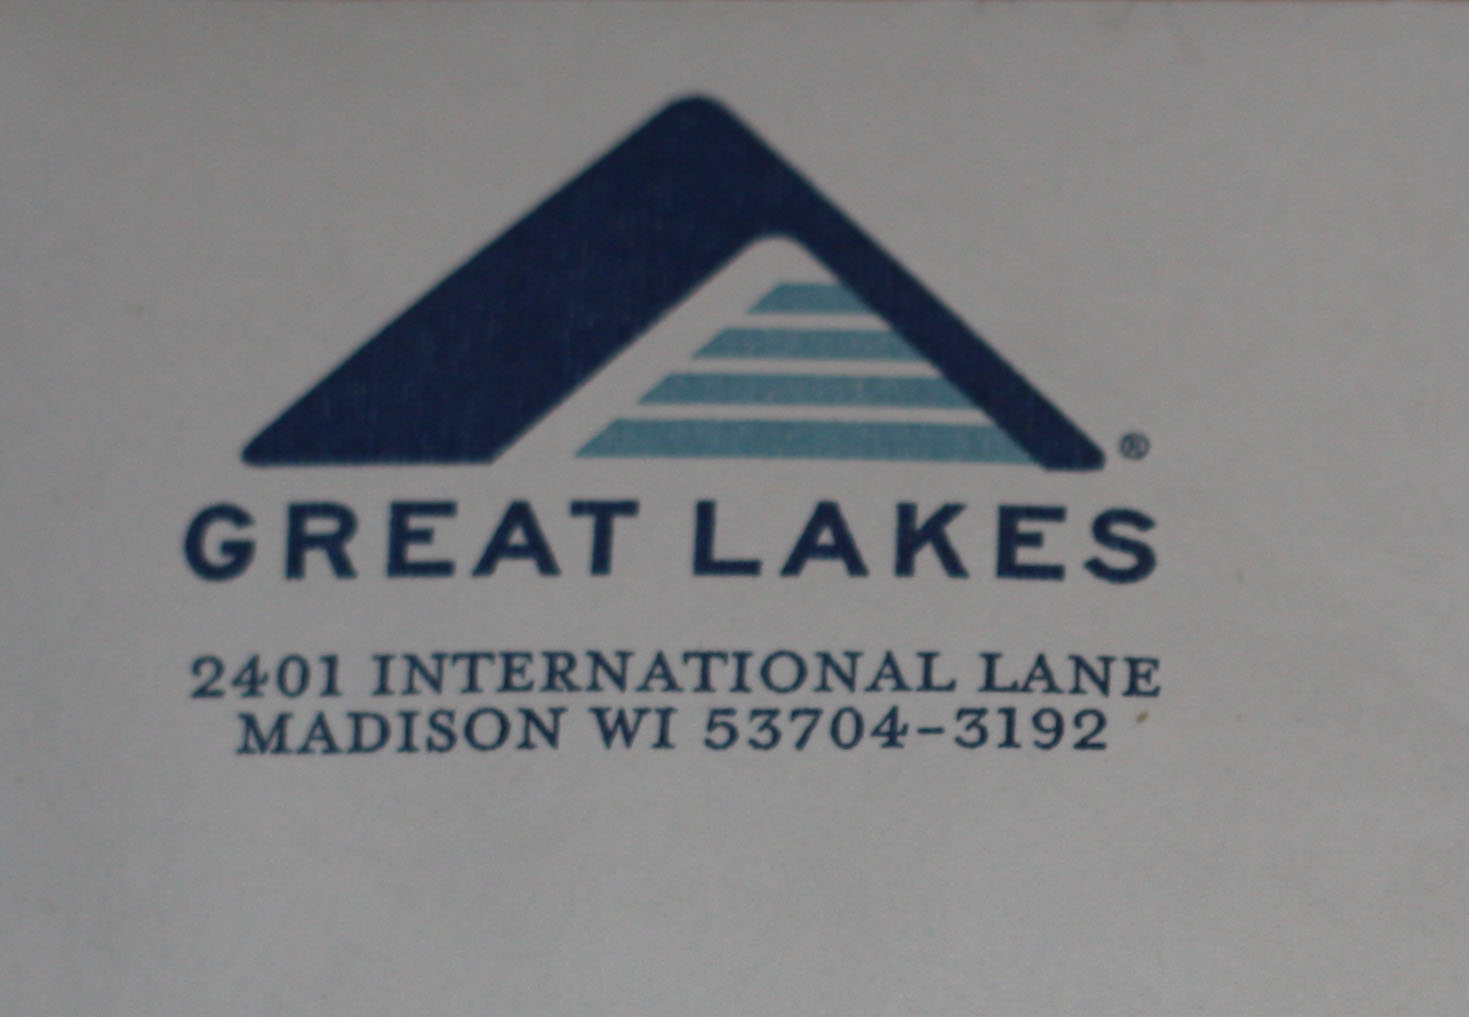 ®
GREAT LAKES
2401 INTERNATIONAL LANE
MADISON WI 53704-3192